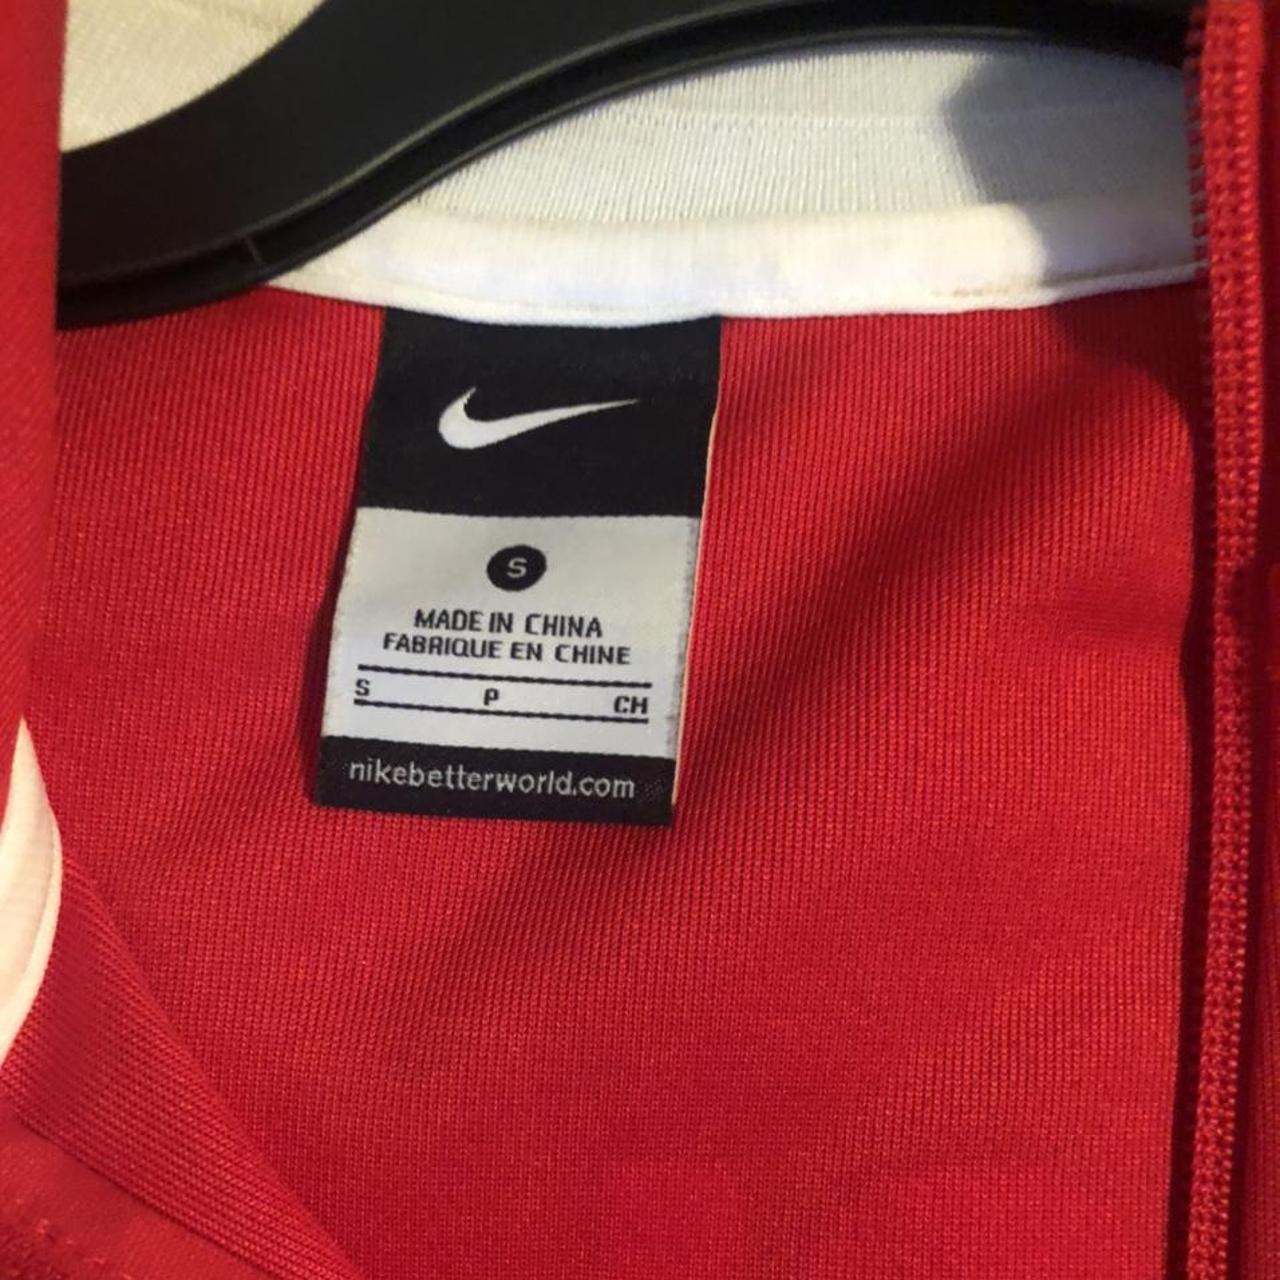 S
MADE IN CHINA
FABRIQUE EN CHINE
S P CH
nikebetterworld.com